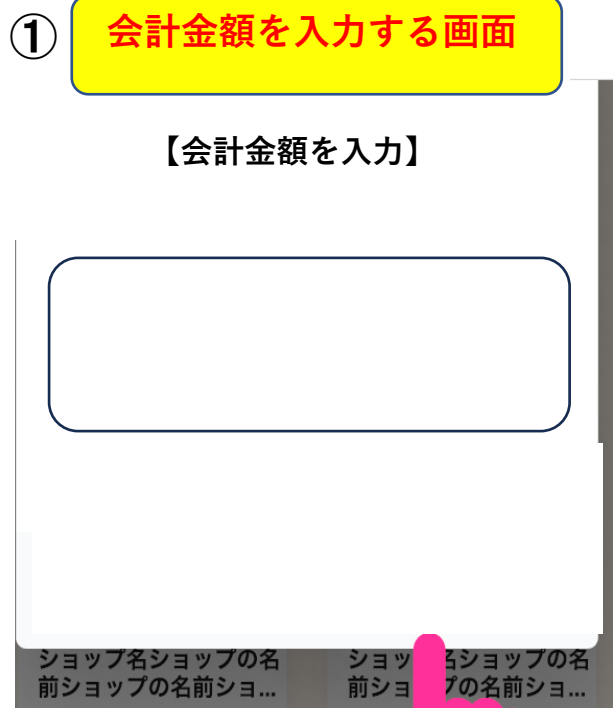 ①
会計金額を入力する画面
【会計金額を入力】
ショップ名ショップの名
前ショップの名前ショ…
ショッ 名ショップの名
前ショ プの名前ショ…